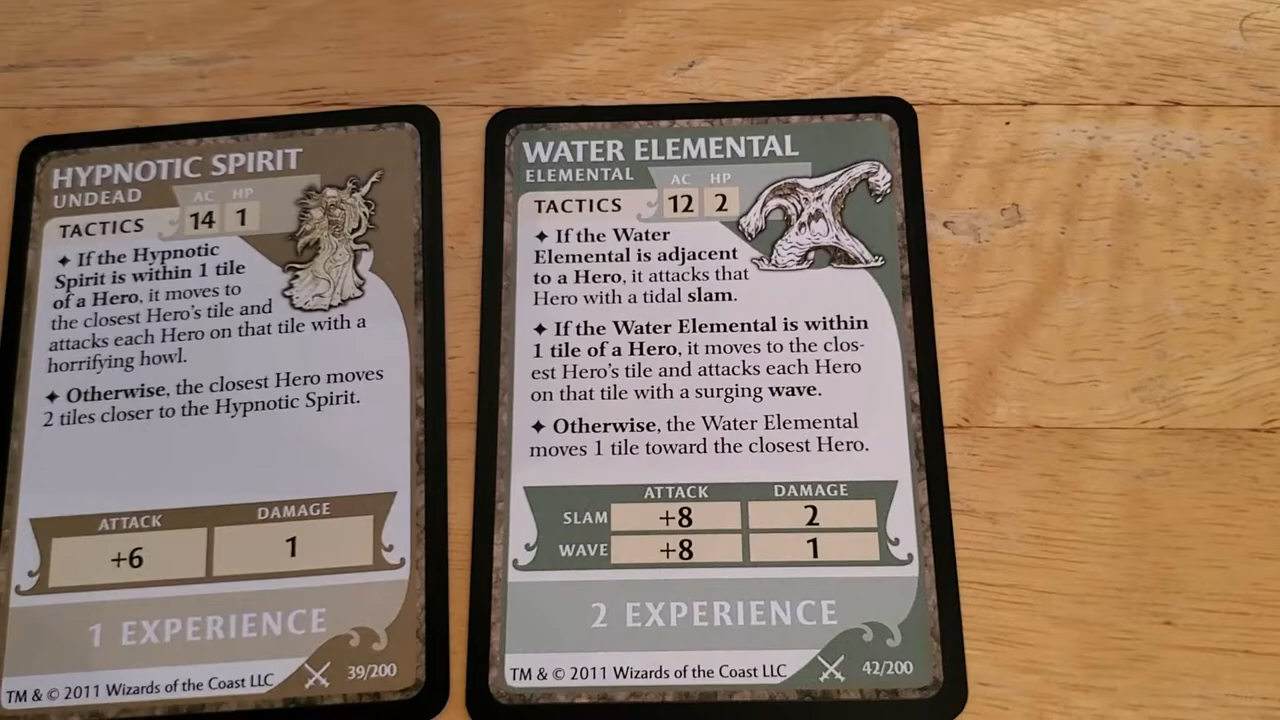 HYPNOTIC SPIRIT
UNDEAD
AC HP
TACTICS 14 1
✦ If the Hypnotic
Spirit is within 1 tile
of a Hero, it moves to
the closest Hero's tile and
attacks each Hero on that tile with a
horrifying howl.
✦ Otherwise, the closest Hero moves
2 tiles closer to the Hypnotic Spirit.
ATTACK DAMAGE
+6 1
1 EXPERIENCE
TM & © 2011 Wizards of the Coast LLC 39/200
WATER ELEMENTAL
ELEMENTAL AC HP
TACTICS 12 2
✦ If the Water
Elemental is adjacent
to a Hero, it attacks that
Hero with a tidal slam.
✦ If the Water Elemental is within
1 tile of a Hero, it moves to the clos-
est Hero's tile and attacks each Hero
on that tile with a surging wave.
✦ Otherwise, the Water Elemental
moves 1 tile toward the closest Hero.
ATTACK DAMAGE
SLAM +8 2
WAVE +8 1
2 EXPERIENCE
TM & © 2011 Wizards of the Coast LLC 42/200